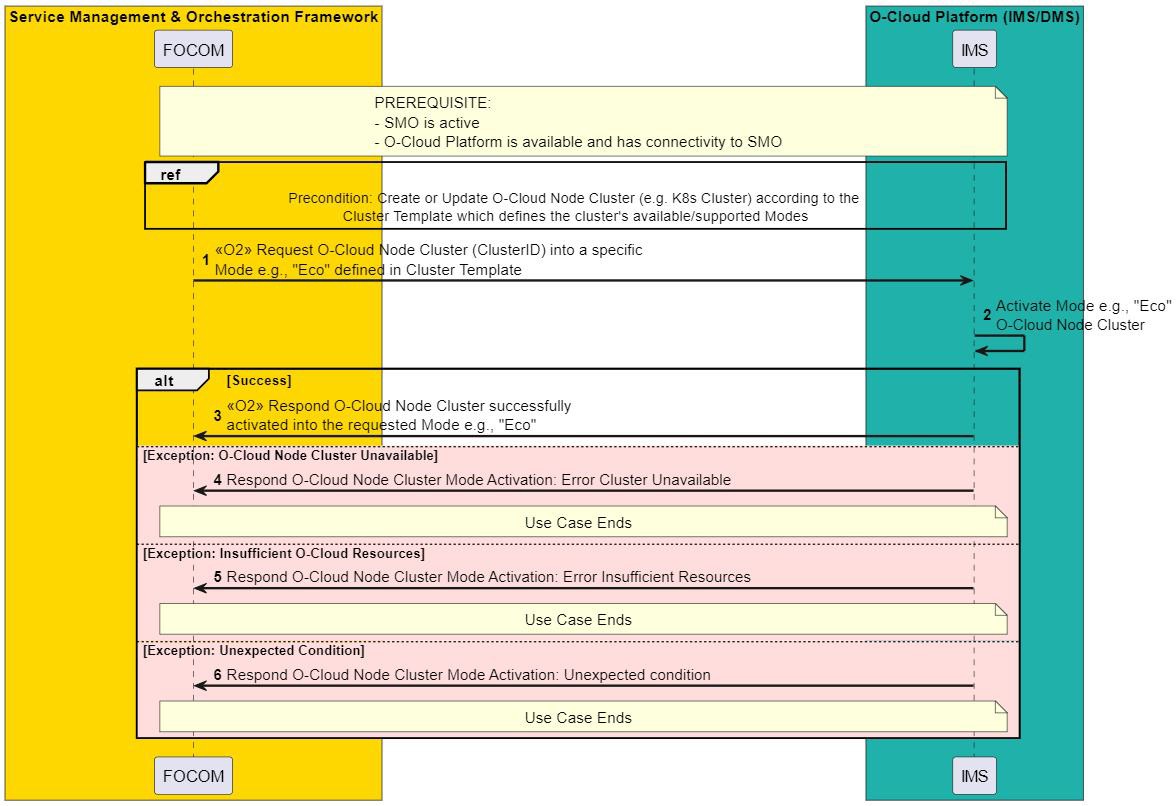 Service Management & Orchestration Framework
O-Cloud Platform (IMS/DMS)
FOCOM
IMS
PREREQUISITE:
- SMO is active
- O-Cloud Platform is available and has connectivity to SMO
ref
Precondition: Create or Update O-Cloud Node Cluster (e.g. K8s Cluster) according to the
Cluster Template which defines the cluster's available/supported Modes
1 «O2» Request O-Cloud Node Cluster (ClusterID) into a specific
Mode e.g., "Eco" defined in Cluster Template
2 Activate Mode e.g., "Eco"
O-Cloud Node Cluster
alt [Success]
3 «O2» Respond O-Cloud Node Cluster successfully
activated into the requested Mode e.g., "Eco"
[Exception: O-Cloud Node Cluster Unavailable]
4 Respond O-Cloud Node Cluster Mode Activation: Error Cluster Unavailable
Use Case Ends
[Exception: Insufficient O-Cloud Resources]
5 Respond O-Cloud Node Cluster Mode Activation: Error Insufficient Resources
Use Case Ends
[Exception: Unexpected Condition]
6 Respond O-Cloud Node Cluster Mode Activation: Unexpected condition
Use Case Ends
FOCOM
IMS